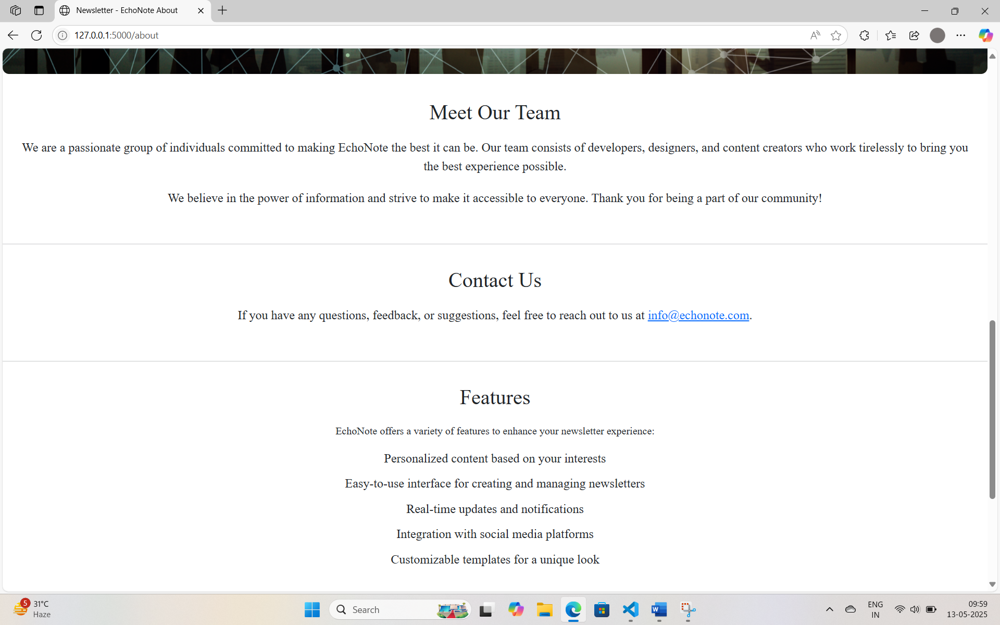 Newsletter - EchoNote About
127.0.0.1:5000/about
Meet Our Team
We are a passionate group of individuals committed to making EchoNote the best it can be. Our team consists of developers, designers, and content creators who work tirelessly to bring you
the best experience possible.
We believe in the power of information and strive to make it accessible to everyone. Thank you for being a part of our community!
Contact Us
If you have any questions, feedback, or suggestions, feel free to reach out to us at info@echonote.com.
Features
EchoNote offers a variety of features to enhance your newsletter experience:
Personalized content based on your interests
Easy-to-use interface for creating and managing newsletters
Real-time updates and notifications
Integration with social media platforms
Customizable templates for a unique look
5
31°C
Haze
Search
ENG
IN
09:59
13-05-2025